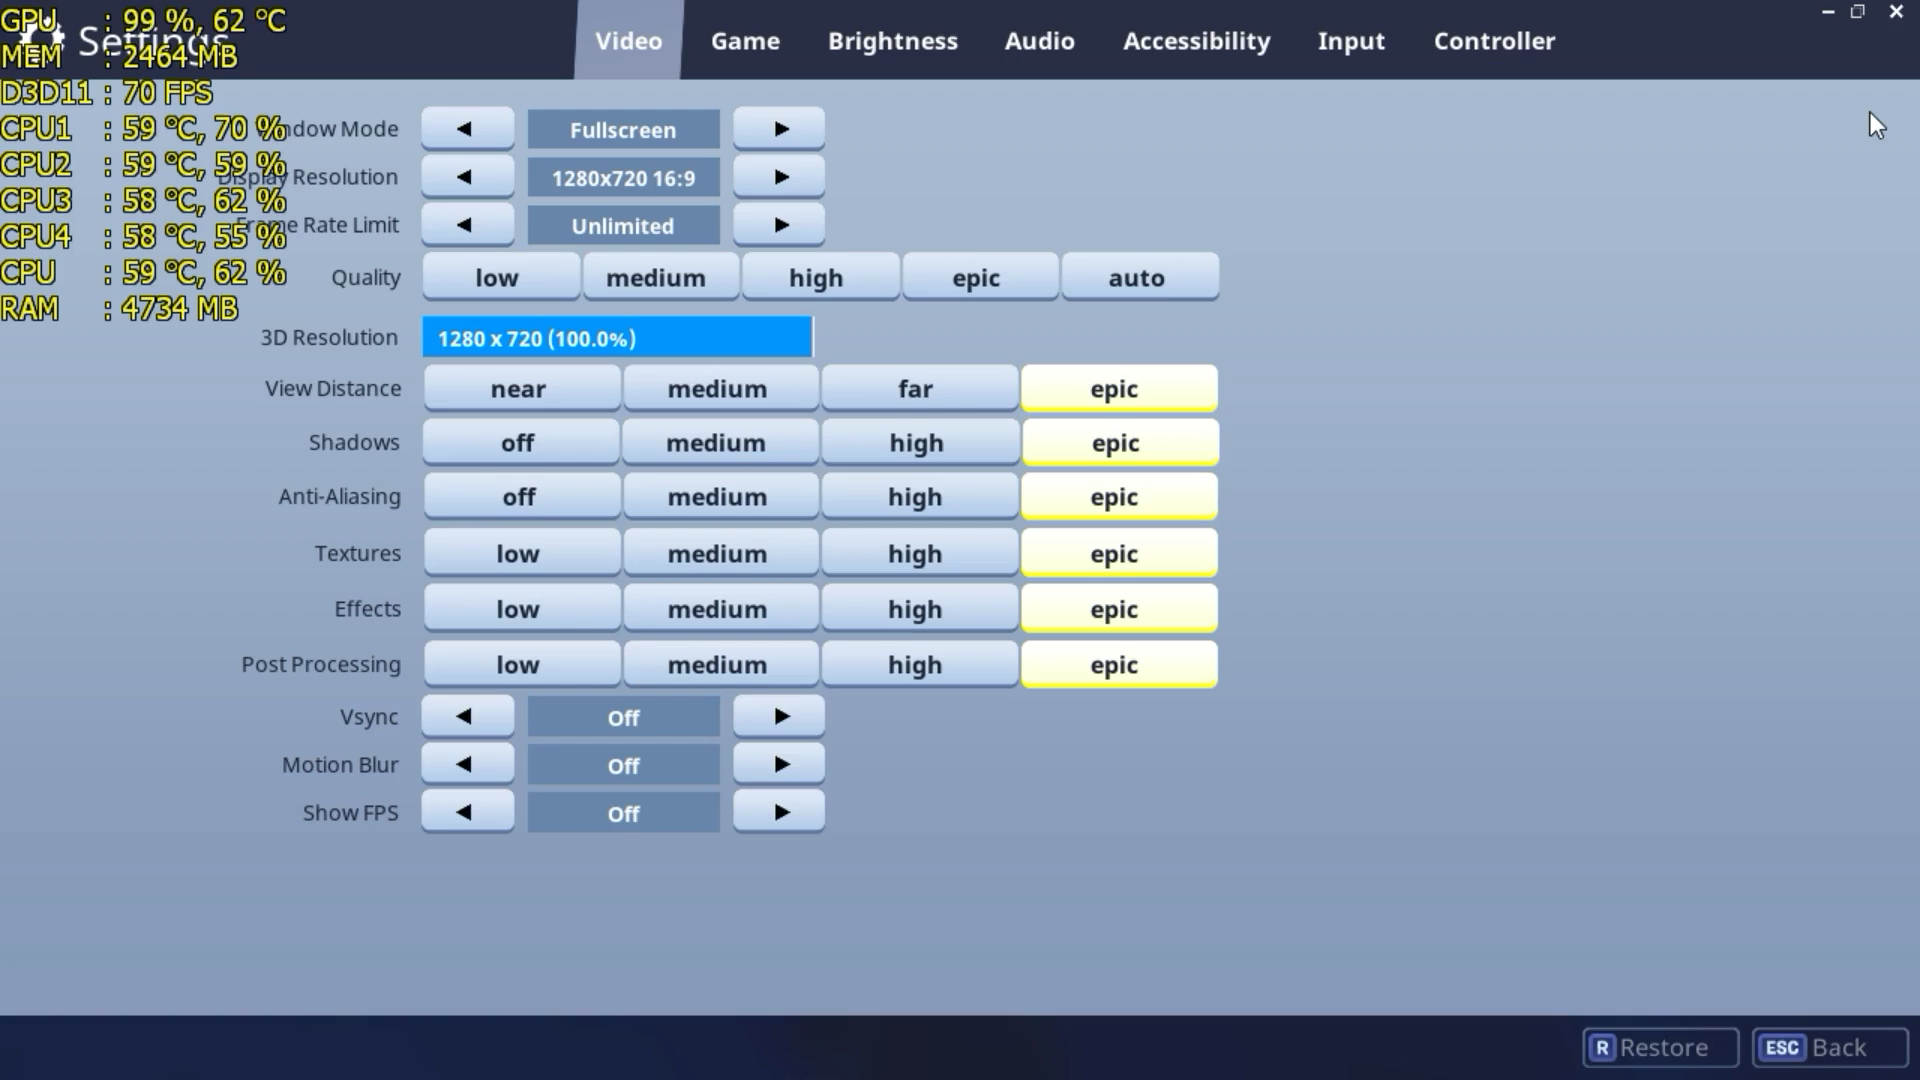 GPU : 99 %, 62 °C
Settings
Video Game Brightness Audio Accessibility Input Controller
MEM : 2464 MB
D3D11 : 70 FPS
CPU1 : 59 °C, 70 %
Window Mode ◀ Fullscreen ▶
CPU2 : 59 °C, 59 %
Display Resolution ◀ 1280x720 16:9 ▶
CPU3 : 58 °C, 62 %
Frame Rate Limit ◀ Unlimited ▶
CPU4 : 58 °C, 55 %
CPU : 59 °C, 62 %
Quality low medium high epic auto
RAM : 4734 MB
3D Resolution 1280 x 720 (100.0%)
View Distance near medium far epic
Shadows off medium high epic
Anti-Aliasing off medium high epic
Textures low medium high epic
Effects low medium high epic
Post Processing low medium high epic
Vsync ◀ Off ▶
Motion Blur ◀ Off ▶
Show FPS ◀ Off ▶
R Restore ESC Back